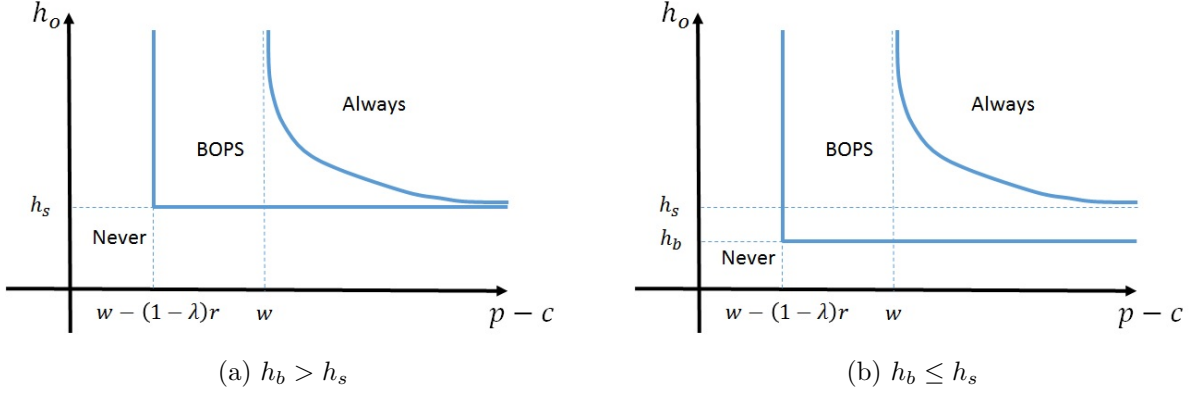 h_o
Always
BOPS
h_s
Never
w − (1 − λ)r
w
p − c
(a) h_b > h_s
h_o
Always
BOPS
h_s
h_b
Never
w − (1 − λ)r
w
p − c
(b) h_b ≤ h_s